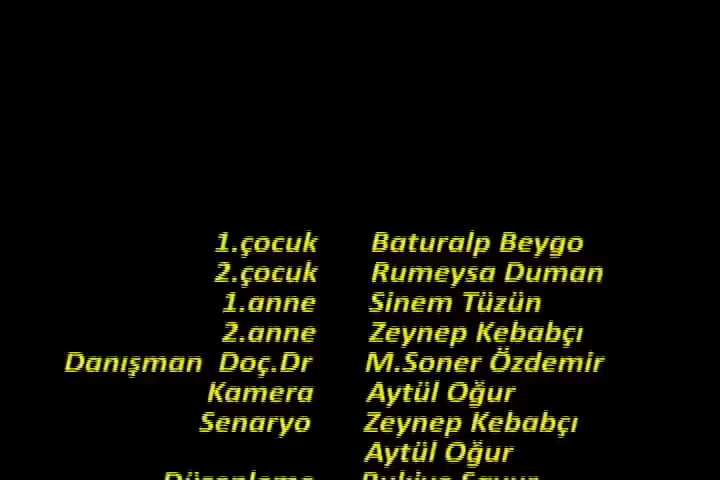 1.çocuk Baturalp Beygo
2.çocuk Rumeysa Duman
1.anne Sinem Tüzün
2.anne Zeynep Kebabçı
Danışman Doç.Dr M.Soner Özdemir
Kamera Aytül Oğur
Senaryo Zeynep Kebabçı
Aytül Oğur